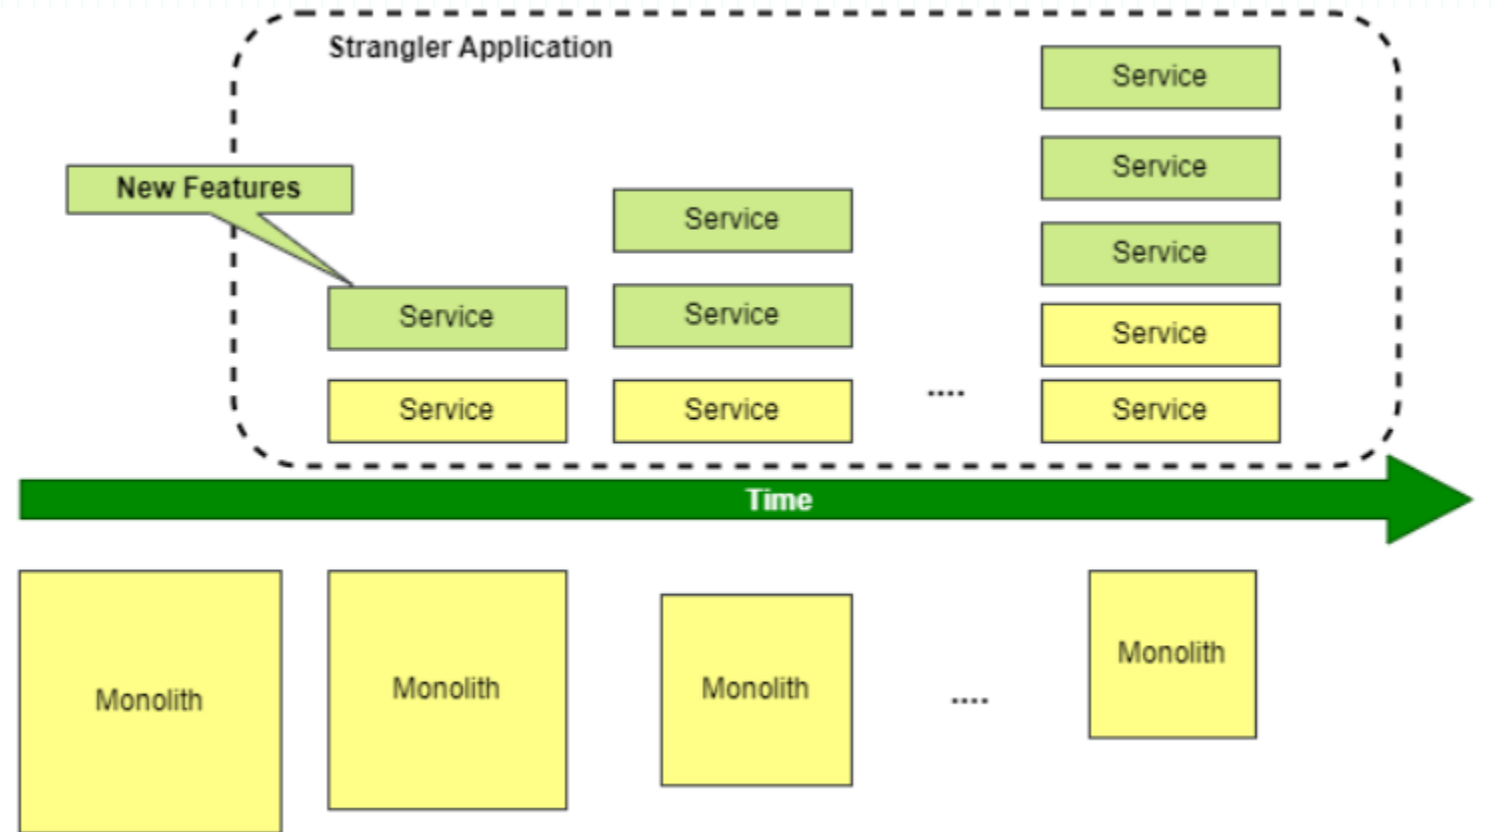 Strangler Application
New Features
Service
Service
Service
Service
Service
Service
Service
Service
Service
Service
....
Time
Monolith
Monolith
Monolith
....
Monolith